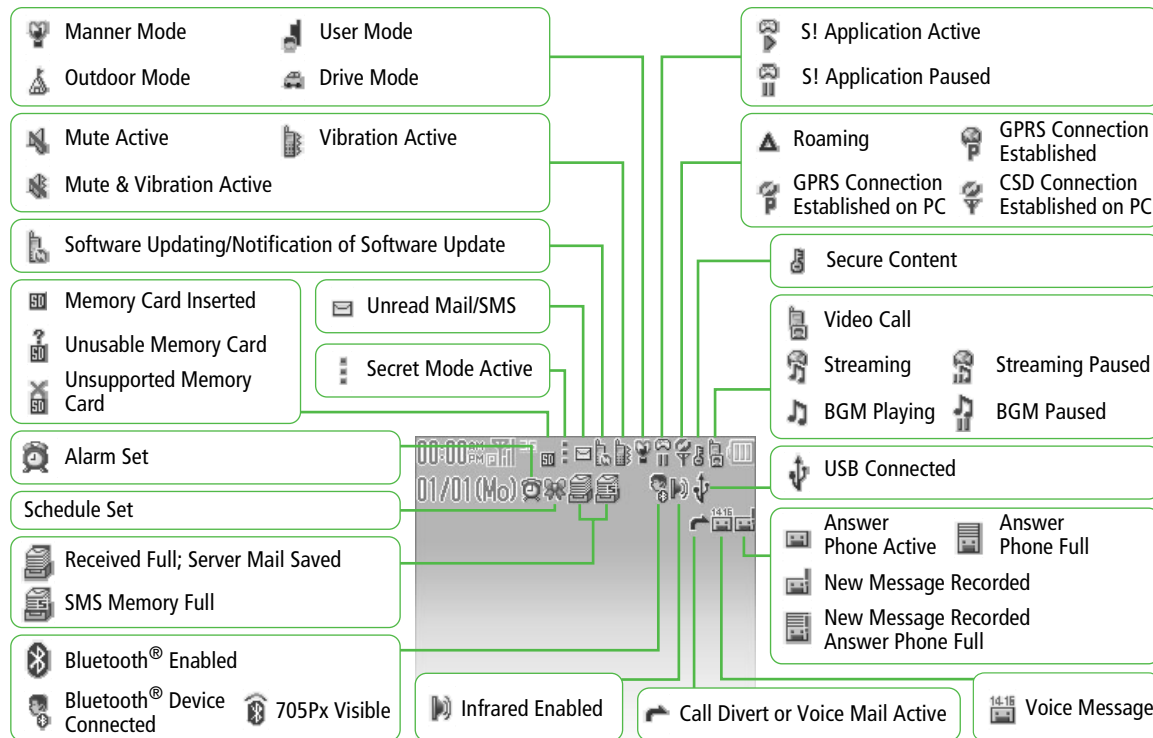 Manner Mode
User Mode
Outdoor Mode
Drive Mode
Mute Active
Vibration Active
Mute & Vibration Active
Software Updating/Notification of Software Update
Memory Card Inserted
Unusable Memory Card
Unsupported Memory
Card
Unread Mail/SMS
Secret Mode Active
Alarm Set
Schedule Set
Received Full; Server Mail Saved
SMS Memory Full
Bluetooth® Enabled
Bluetooth® Device
Connected
705Px Visible
Infrared Enabled
Call Divert or Voice Mail Active
Voice Message
S! Application Active
S! Application Paused
Roaming
GPRS Connection
Established
GPRS Connection
Established on PC
CSD Connection
Established on PC
Secure Content
Video Call
Streaming
Streaming Paused
BGM Playing
BGM Paused
USB Connected
Answer
Phone Active
Answer
Phone Full
New Message Recorded
New Message Recorded
Answer Phone Full
00:00 AM PM
01/01(Mo)